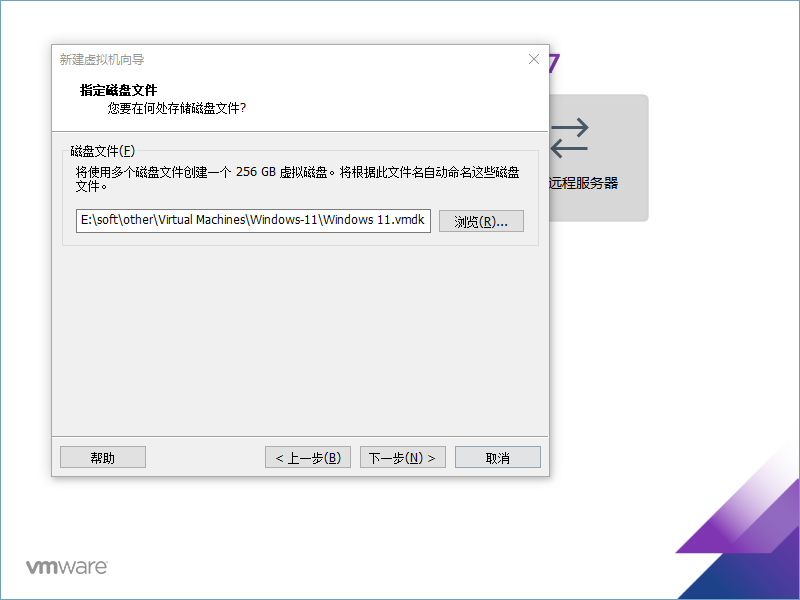 新建虚拟机向导
7
指定磁盘文件
您要在何处存储磁盘文件?
磁盘文件(F)
将使用多个磁盘文件创建一个 256 GB 虚拟磁盘。将根据此文件名自动命名这些磁盘
文件。
远程服务器
E:\soft\other\Virtual Machines\Windows-11\Windows 11.vmdk
浏览(R)...
帮助
< 上一步(B)
下一步(N) >
取消
vmware